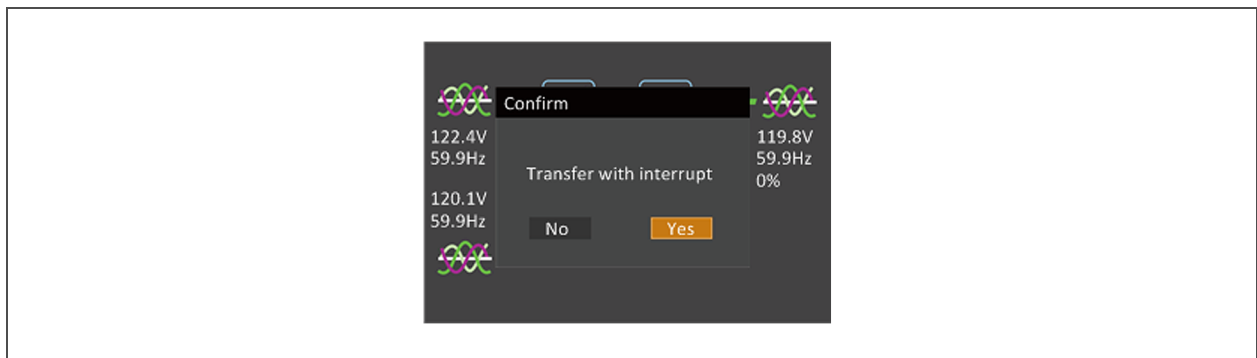 Confirm
122.4V
59.9Hz
120.1V
59.9Hz
Transfer with interrupt
No
Yes
119.8V
59.9Hz
0%